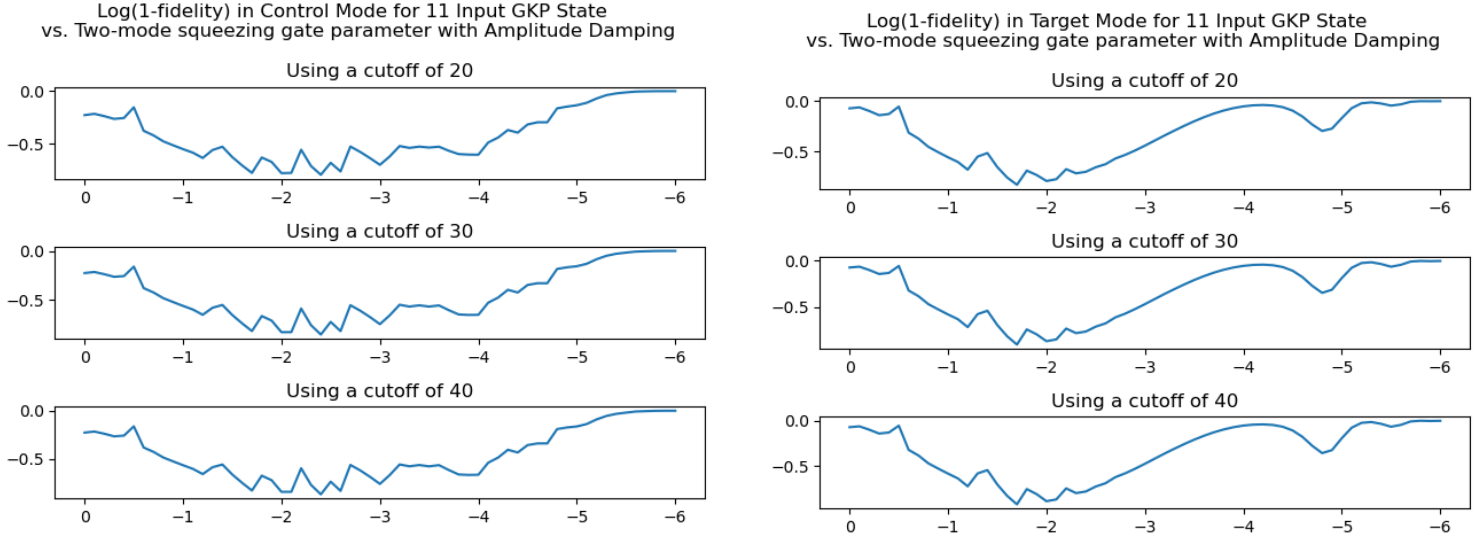 Log(1-fidelity) in Control Mode for 11 Input GKP State
vs. Two-mode squeezing gate parameter with Amplitude Damping
Using a cutoff of 20
0.0
−0.5
0 −1 −2 −3 −4 −5 −6
Using a cutoff of 30
0.0
−0.5
0 −1 −2 −3 −4 −5 −6
Using a cutoff of 40
0.0
−0.5
0 −1 −2 −3 −4 −5 −6
Log(1-fidelity) in Target Mode for 11 Input GKP State
vs. Two-mode squeezing gate parameter with Amplitude Damping
Using a cutoff of 20
0.0
−0.5
0 −1 −2 −3 −4 −5 −6
Using a cutoff of 30
0.0
−0.5
0 −1 −2 −3 −4 −5 −6
Using a cutoff of 40
0.0
−0.5
0 −1 −2 −3 −4 −5 −6